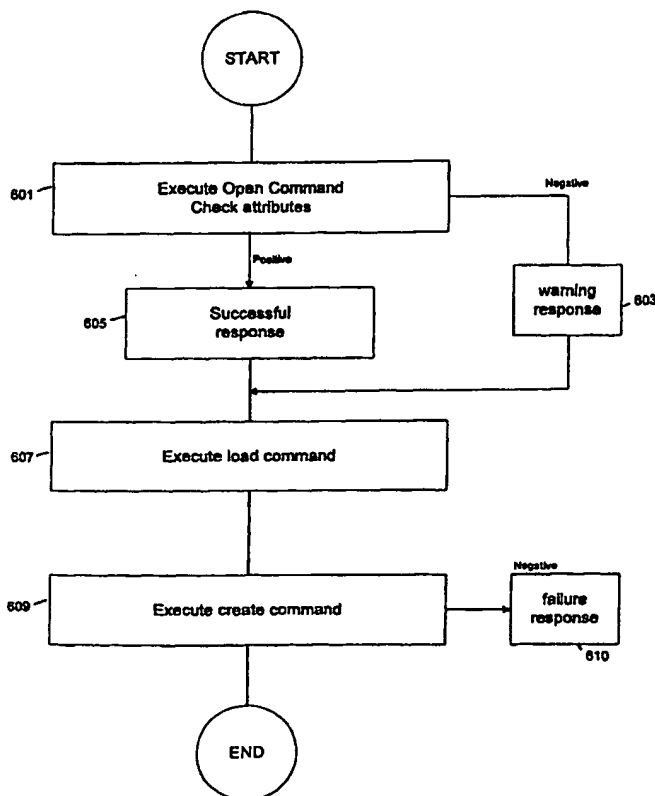 START
601
Execute Open Command
Check attributes
Negative
Positive
605
Successful
response
warning
response
603
607
Execute load command
609
Execute create command
Negative
failure
response
610
END